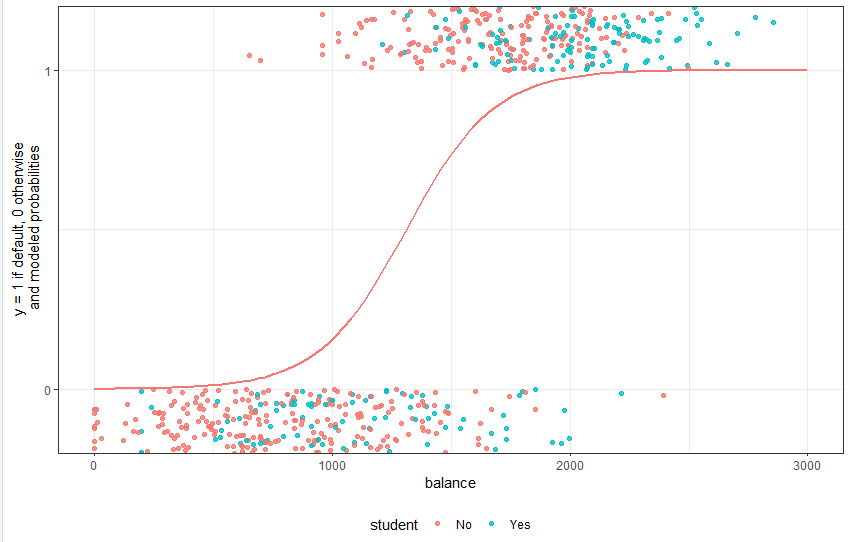 y = 1 if default, 0 otherwise
and modeled probabilities
1
0
0
1000
2000
3000
balance
student No Yes